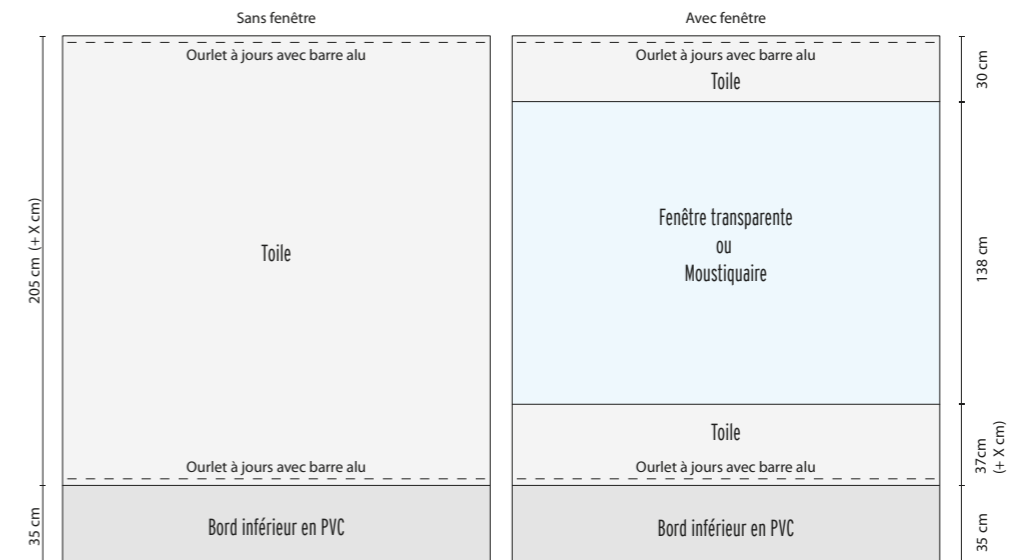 Sans fenêtre
Ourlet à jours avec barre alu
Toile
Ourlet à jours avec barre alu
Bord inférieur en PVC
205 cm (+ X cm)
35 cm
Avec fenêtre
Ourlet à jours avec barre alu
Toile
Fenêtre transparente
ou
Moustiquaire
Toile
Ourlet à jours avec barre alu
Bord inférieur en PVC
30 cm
138 cm
37cm
(+ X cm)
35 cm